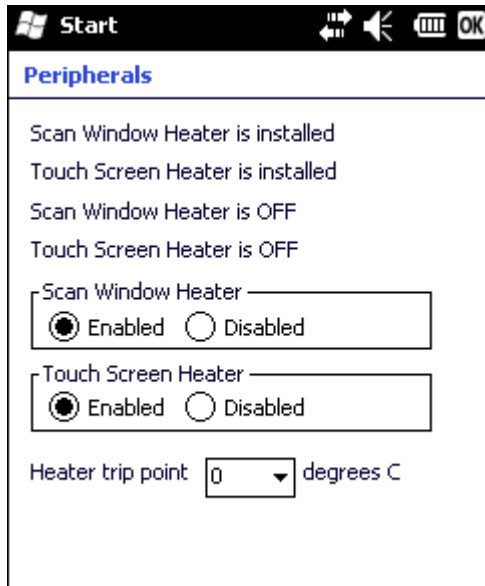 Start
OK
Peripherals
Scan Window Heater is installed
Touch Screen Heater is installed
Scan Window Heater is OFF
Touch Screen Heater is OFF
Scan Window Heater
Enabled Disabled
Touch Screen Heater
Enabled Disabled
Heater trip point 0 degrees C